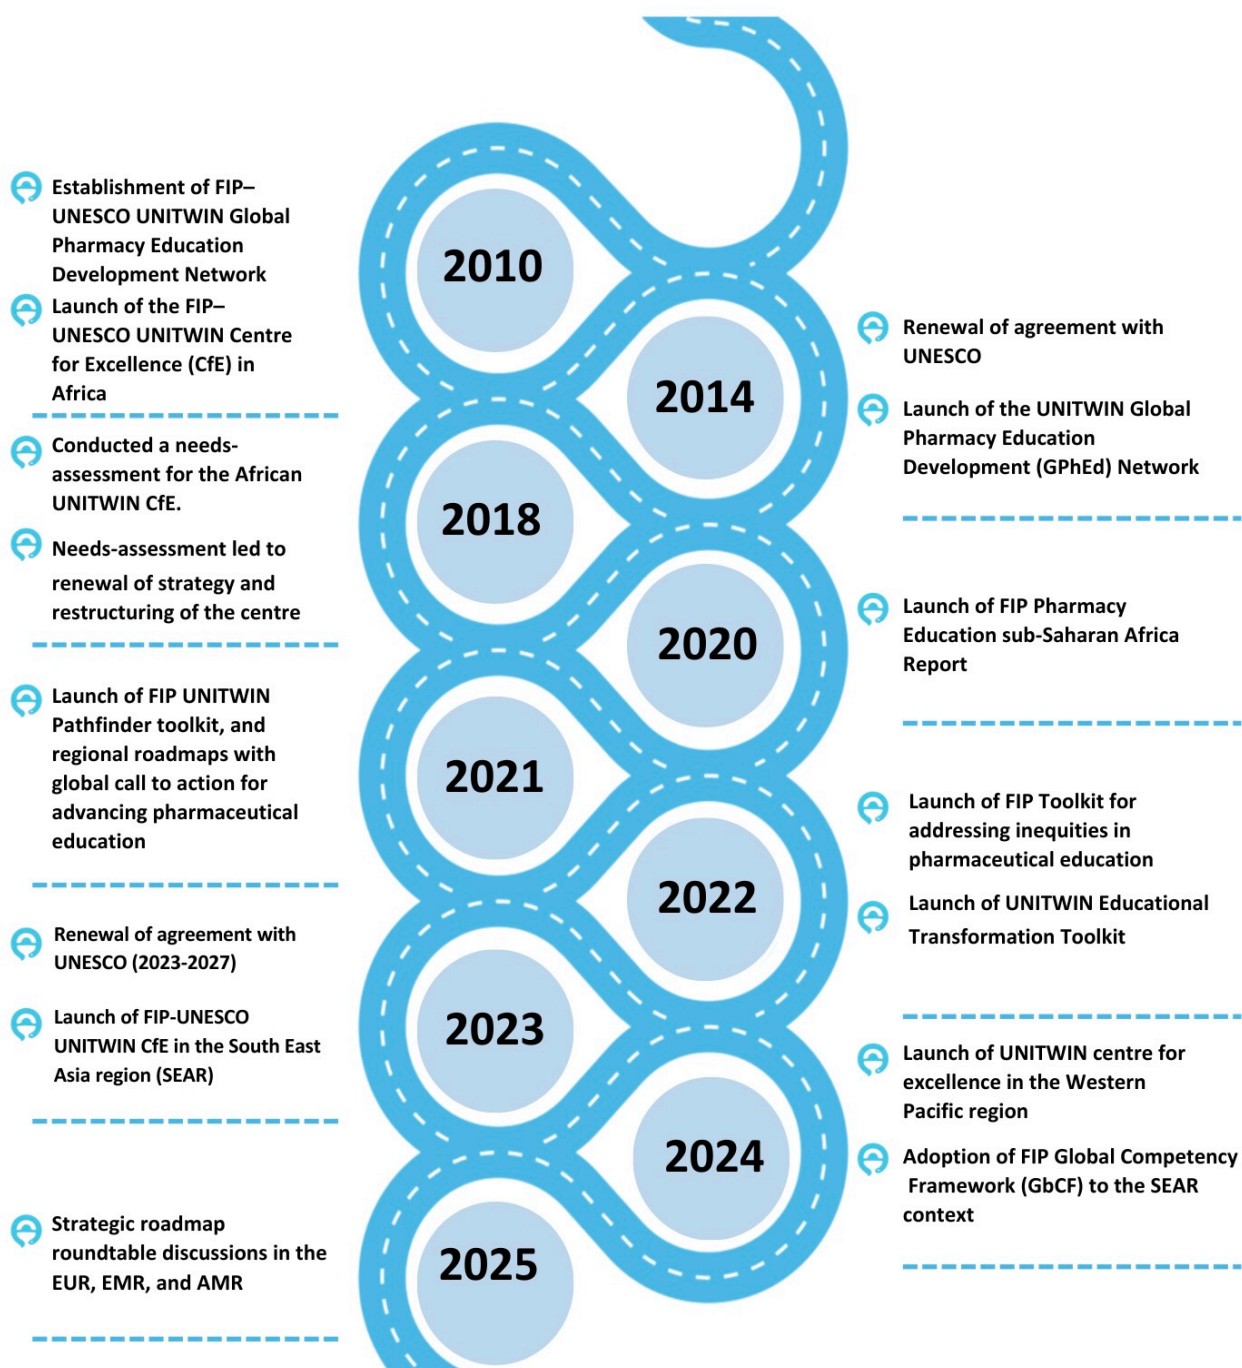 2010
Establishment of FIP–
UNESCO UNITWIN Global
Pharmacy Education
Development Network
Launch of the FIP–
UNESCO UNITWIN Centre
for Excellence (CfE) in
Africa
2014
Renewal of agreement with
UNESCO
Launch of the UNITWIN Global
Pharmacy Education
Development (GPhEd) Network
2018
Conducted a needs-
assessment for the African
UNITWIN CfE.
Needs-assessment led to
renewal of strategy and
restructuring of the centre
2020
Launch of FIP Pharmacy
Education sub-Saharan Africa
Report
2021
Launch of FIP UNITWIN
Pathfinder toolkit, and
regional roadmaps with
global call to action for
advancing pharmaceutical
education
2022
Launch of FIP Toolkit for
addressing inequities in
pharmaceutical education
Launch of UNITWIN Educational
Transformation Toolkit
2023
Renewal of agreement with
UNESCO (2023-2027)
Launch of FIP-UNESCO
UNITWIN CfE in the South East
Asia region (SEAR)
2024
Launch of UNITWIN centre for
excellence in the Western
Pacific region
Adoption of FIP Global Competency
Framework (GbCF) to the SEAR
context
2025
Strategic roadmap
roundtable discussions in the
EUR, EMR, and AMR